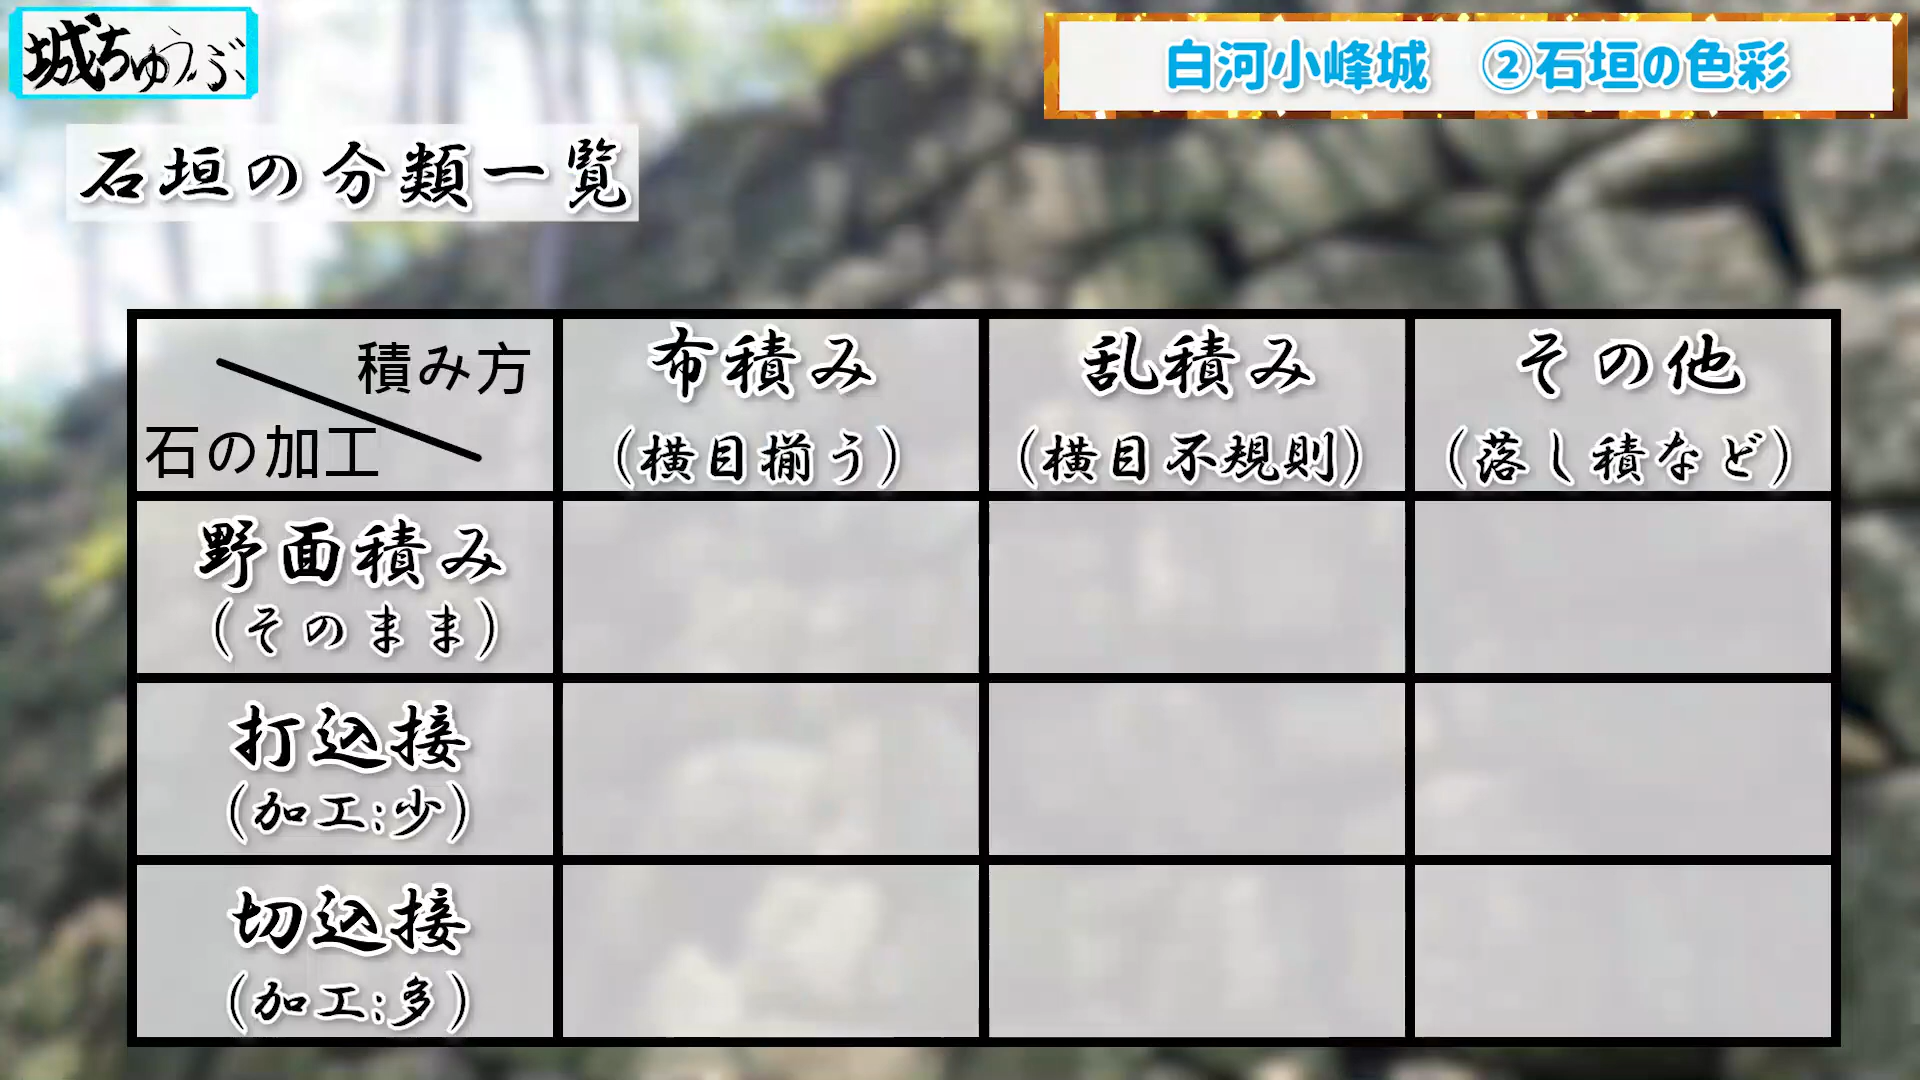 城ちゅうぶ
白河小峰城　②石垣の色彩
石垣の分類一覧
積み方
石の加工
布積み
(横目揃う)
乱積み
(横目不規則)
その他
(落し積など)
野面積み
(そのまま)
打込接
(加工:少)
切込接
(加工:多)